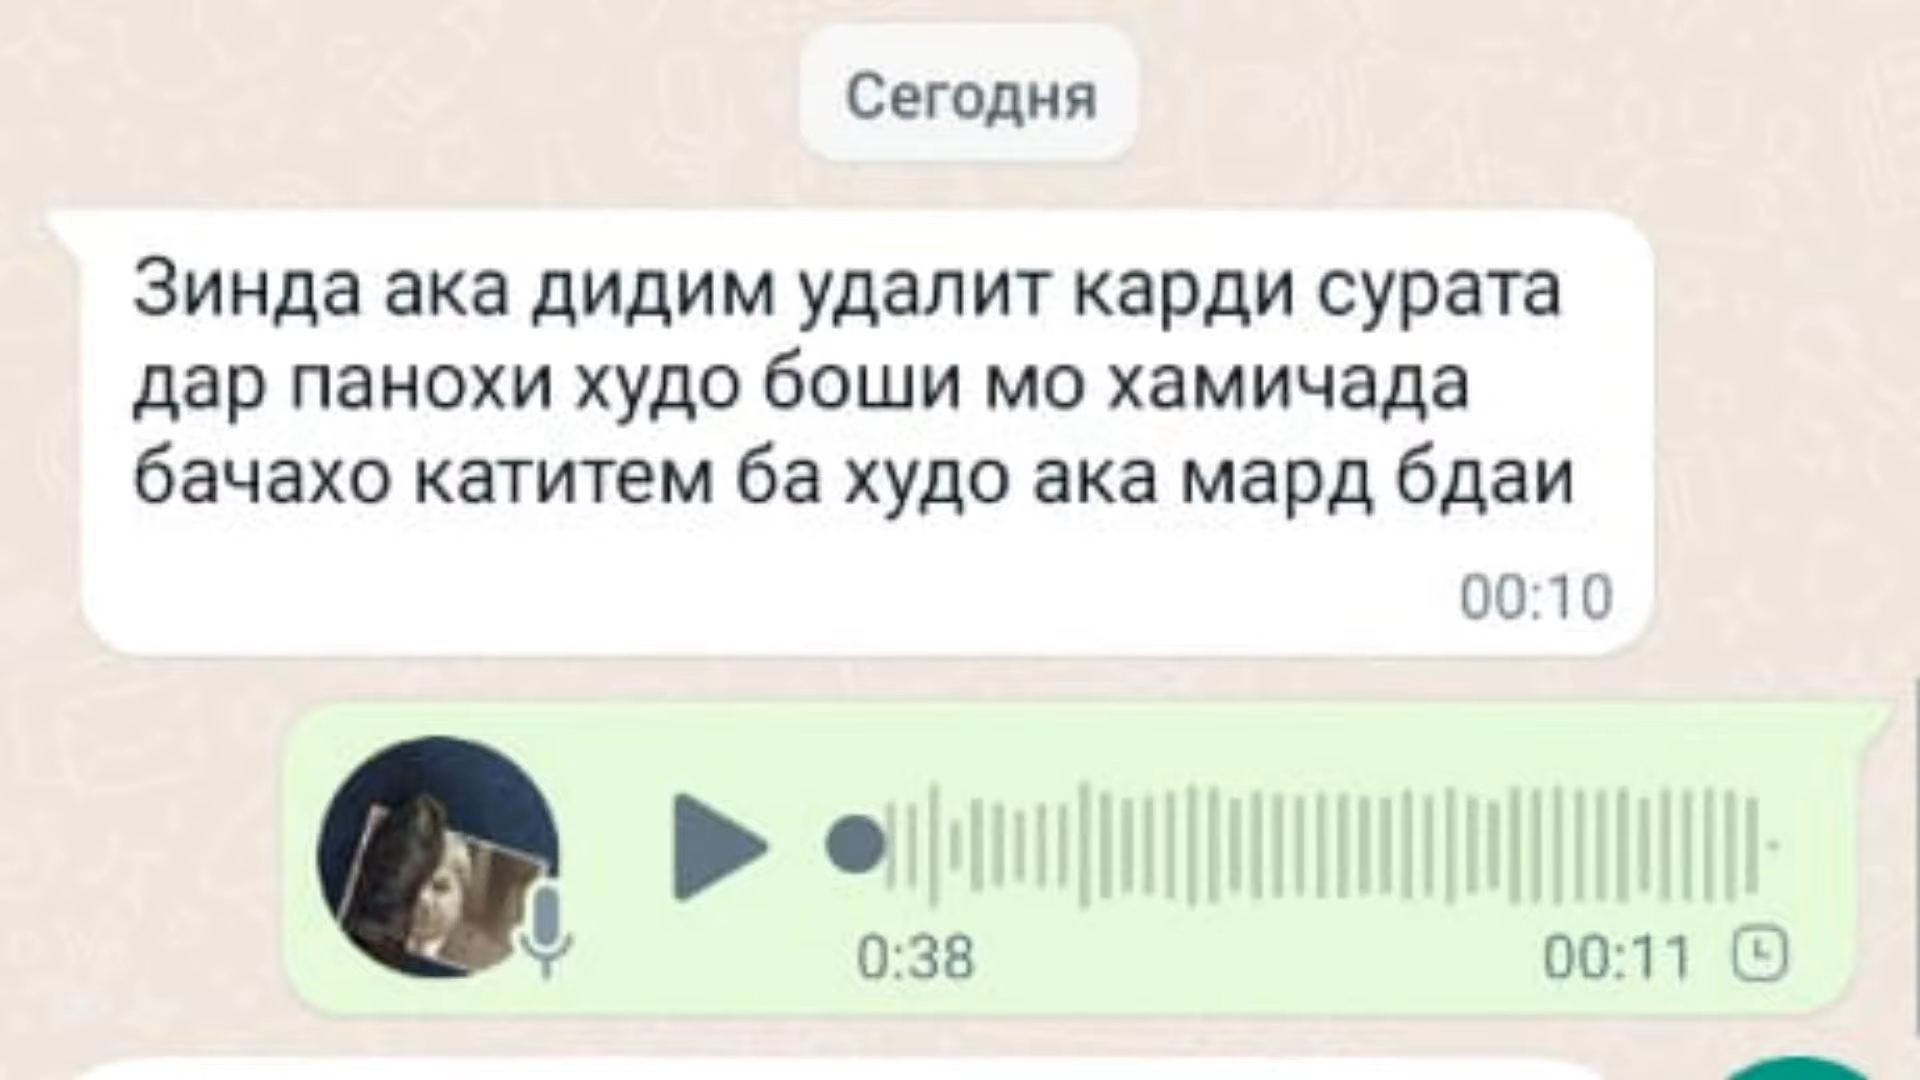 Сегодня
Зинда ака дидим удалит карди сурата
дар панохи худо боши мо хамичада
бачахо катитем ба худо ака мард бдаи
00:10
0:38
00:11